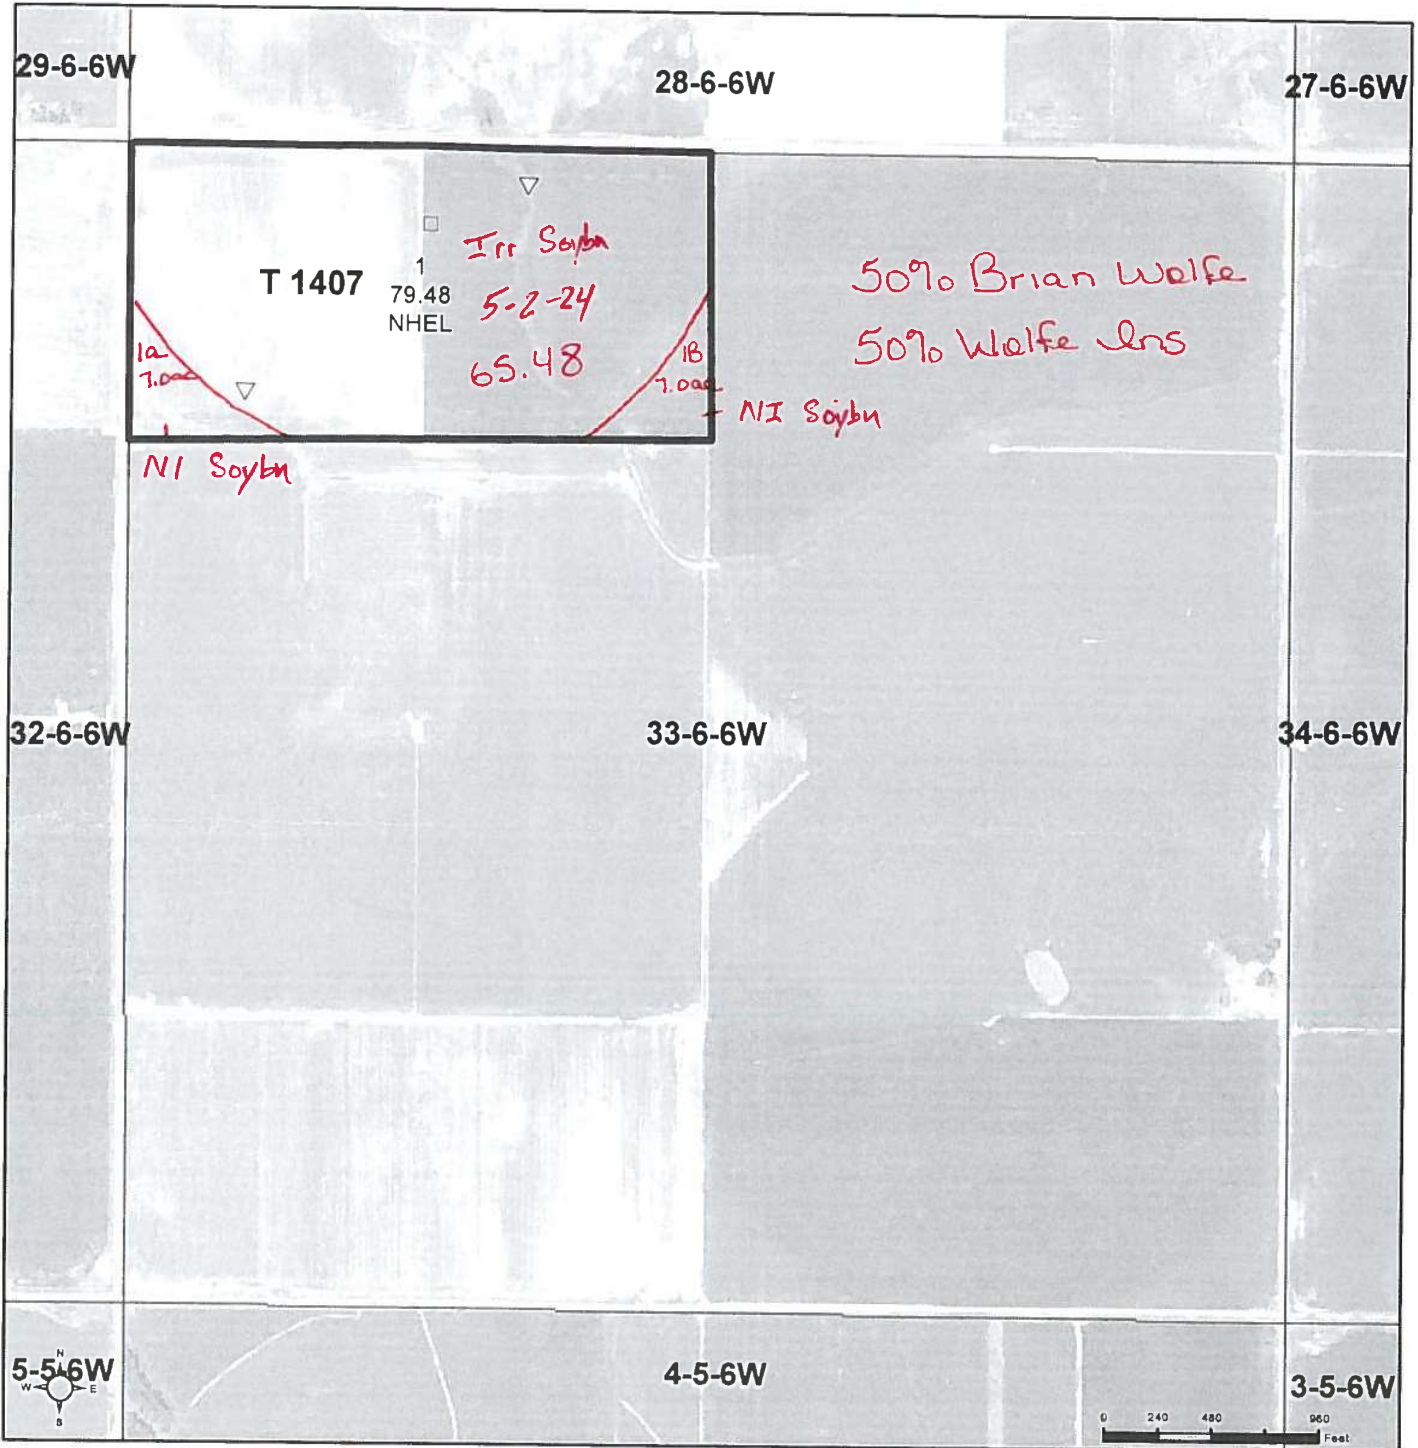 29-6-6W
28-6-6W
27-6-6W
T 1407
1
79.48
NHEL
Irr Soybn
5-2-24
65.48
50% Brian Wolfe
50% Wolfe Ins
1a
7.0ac
1B
7.0ac
NI Soybn
NI Soybn
32-6-6W
33-6-6W
34-6-6W
5-5-6W
N
W
E
S
4-5-6W
3-5-6W
0 240 480 960
Feet